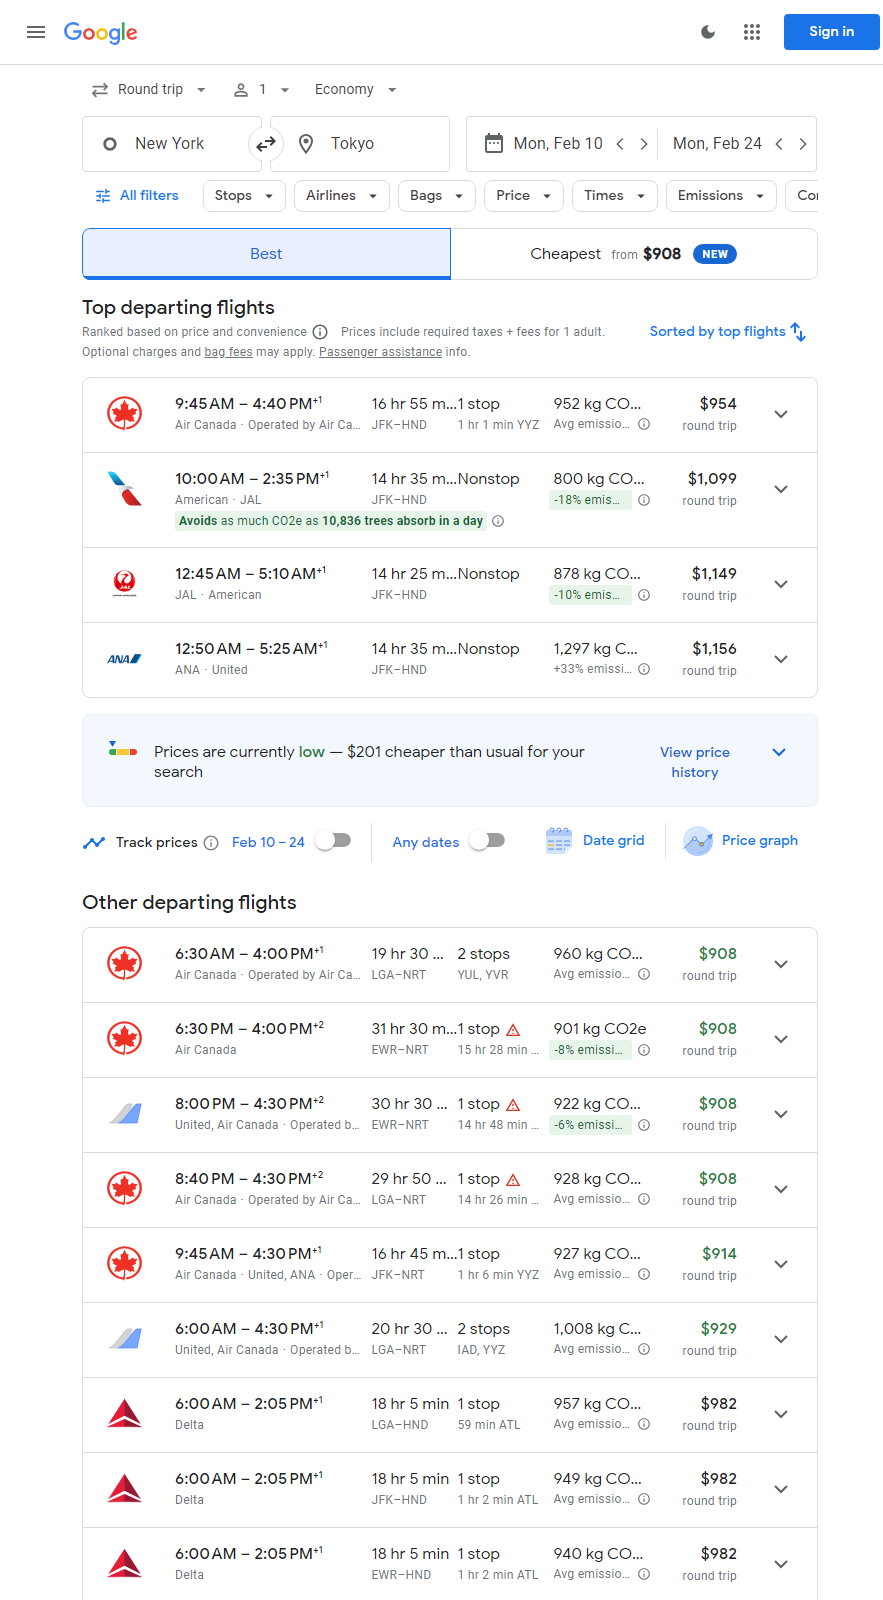 Google
Sign in
Round trip 1 Economy
New York Tokyo Mon, Feb 10 Mon, Feb 24
All filters Stops Airlines Bags Price Times Emissions Co
Best Cheapest from $908 NEW
Top departing flights
Ranked based on price and convenience Prices include required taxes + fees for 1 adult.
Optional charges and bag fees may apply. Passenger assistance info.
Sorted by top flights
9:45 AM – 4:40 PM+1 16 hr 55 m... 1 stop 952 kg CO... $954
Air Canada · Operated by Air Ca... JFK–HND 1 hr 1 min YYZ Avg emissio... round trip
10:00 AM – 2:35 PM+1 14 hr 35 m... Nonstop 800 kg CO... $1,099
American · JAL JFK–HND -18% emis... round trip
Avoids as much CO2e as 10,836 trees absorb in a day
JAL
12:45 AM – 5:10 AM+1 14 hr 25 m... Nonstop 878 kg CO... $1,149
JAL · American JFK–HND -10% emis... round trip
ANA
12:50 AM – 5:25 AM+1 14 hr 35 m... Nonstop 1,297 kg C... $1,156
ANA · United JFK–HND +33% emissi... round trip
Prices are currently low — $201 cheaper than usual for your
search
View price
history
Track prices Feb 10 – 24 Any dates Date grid Price graph
Other departing flights
6:30 AM – 4:00 PM+1 19 hr 30 ... 2 stops 960 kg CO... $908
Air Canada · Operated by Air Ca... LGA–NRT YUL, YVR Avg emissio... round trip
6:30 PM – 4:00 PM+2 31 hr 30 m... 1 stop 901 kg CO2e $908
Air Canada EWR–NRT 15 hr 28 min ... -8% emissi... round trip
8:00 PM – 4:30 PM+2 30 hr 30 ... 1 stop 922 kg CO... $908
United, Air Canada · Operated b... EWR–NRT 14 hr 48 min ... -6% emissi... round trip
8:40 PM – 4:30 PM+2 29 hr 50 ... 1 stop 928 kg CO... $908
Air Canada · Operated by Air Ca... LGA–NRT 14 hr 26 min ... Avg emissio... round trip
9:45 AM – 4:30 PM+1 16 hr 45 m... 1 stop 927 kg CO... $914
Air Canada · United, ANA · Oper... JFK–NRT 1 hr 6 min YYZ Avg emissio... round trip
6:00 AM – 4:30 PM+1 20 hr 30 ... 2 stops 1,008 kg C... $929
United, Air Canada · Operated b... LGA–NRT IAD, YYZ Avg emissio... round trip
6:00 AM – 2:05 PM+1 18 hr 5 min 1 stop 957 kg CO... $982
Delta LGA–HND 59 min ATL Avg emissio... round trip
6:00 AM – 2:05 PM+1 18 hr 5 min 1 stop 949 kg CO... $982
Delta JFK–HND 1 hr 2 min ATL Avg emissio... round trip
6:00 AM – 2:05 PM+1 18 hr 5 min 1 stop 940 kg CO... $982
Delta EWR–HND 1 hr 2 min ATL Avg emissio... round trip